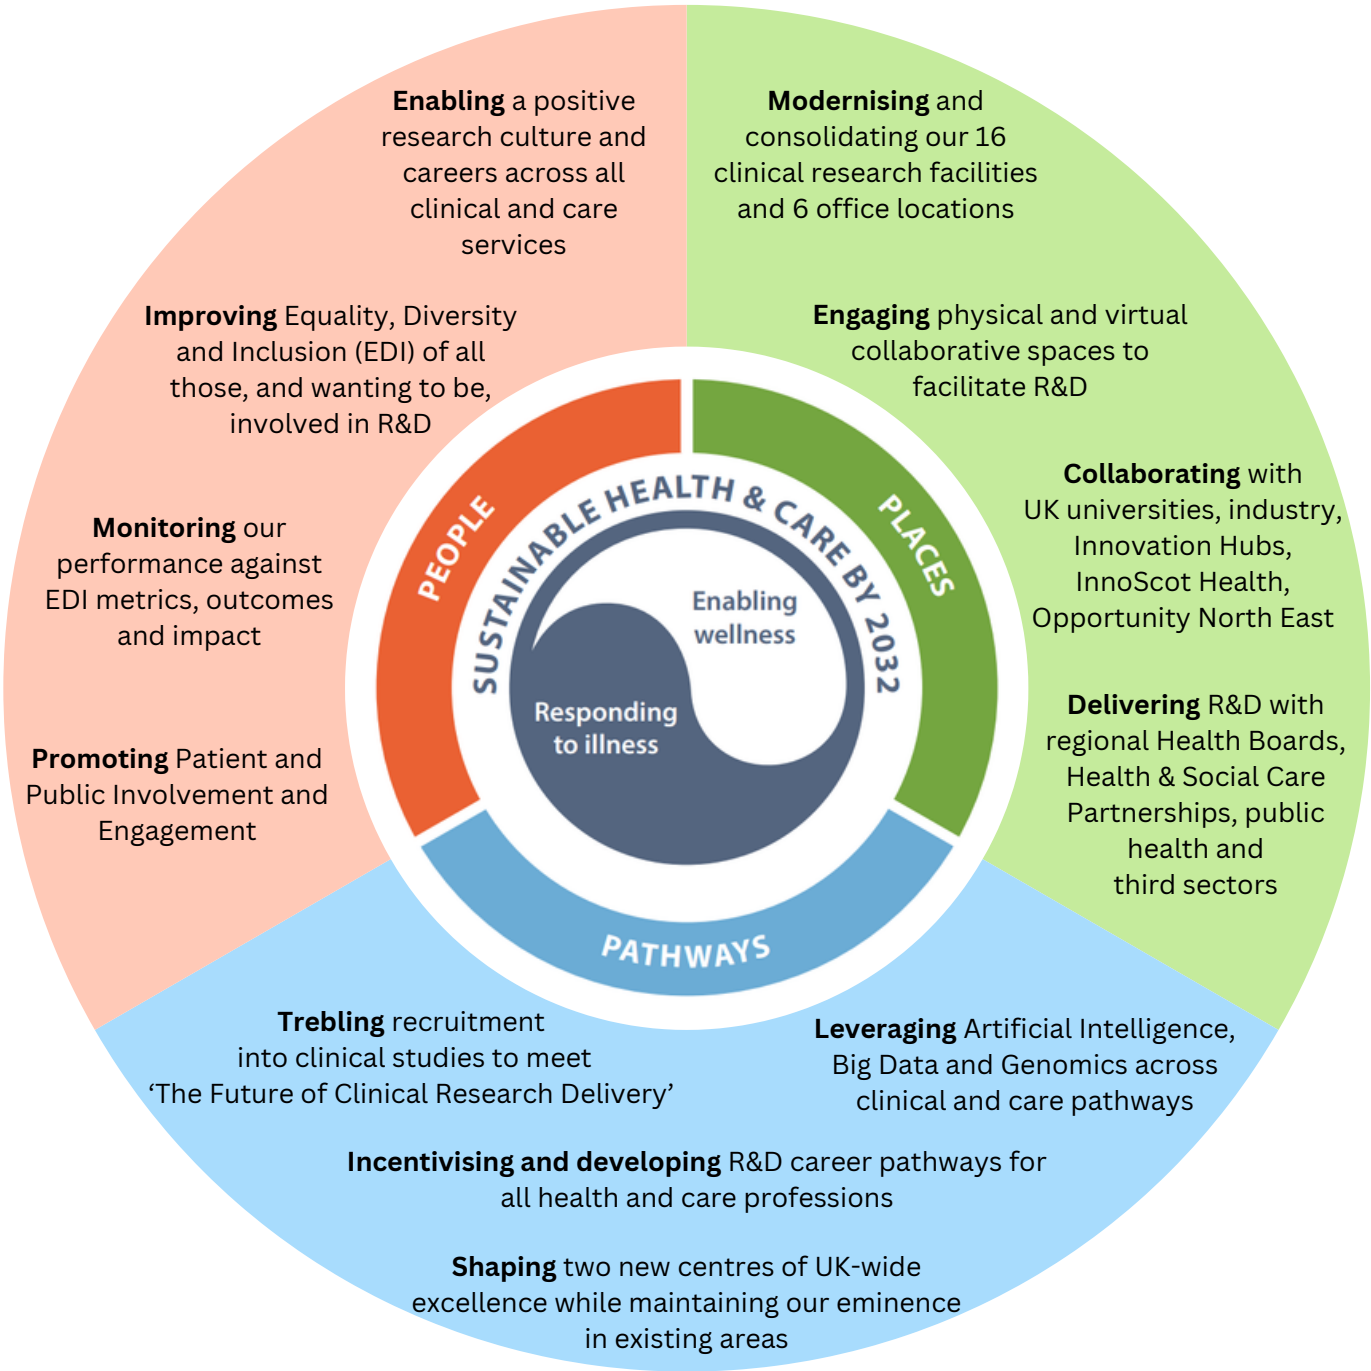 Enabling a positive
research culture and
careers across all
clinical and care
services
Improving Equality, Diversity
and Inclusion (EDI) of all
those, and wanting to be,
involved in R&D
Monitoring our
performance against
EDI metrics, outcomes
and impact
Promoting Patient and
Public Involvement and
Engagement
Modernising and
consolidating our 16
clinical research facilities
and 6 office locations
Engaging physical and virtual
collaborative spaces to
facilitate R&D
Collaborating with
UK universities, industry,
Innovation Hubs,
InnoScot Health,
Opportunity North East
Delivering R&D with
regional Health Boards,
Health & Social Care
Partnerships, public
health and
third sectors
PEOPLE
PLACES
PATHWAYS
SUSTAINABLE HEALTH & CARE BY 2032
Enabling
wellness
Responding
to illness
Trebling recruitment
into clinical studies to meet
‘The Future of Clinical Research Delivery’
Leveraging Artificial Intelligence,
Big Data and Genomics across
clinical and care pathways
Incentivising and developing R&D career pathways for
all health and care professions
Shaping two new centres of UK-wide
excellence while maintaining our eminence
in existing areas